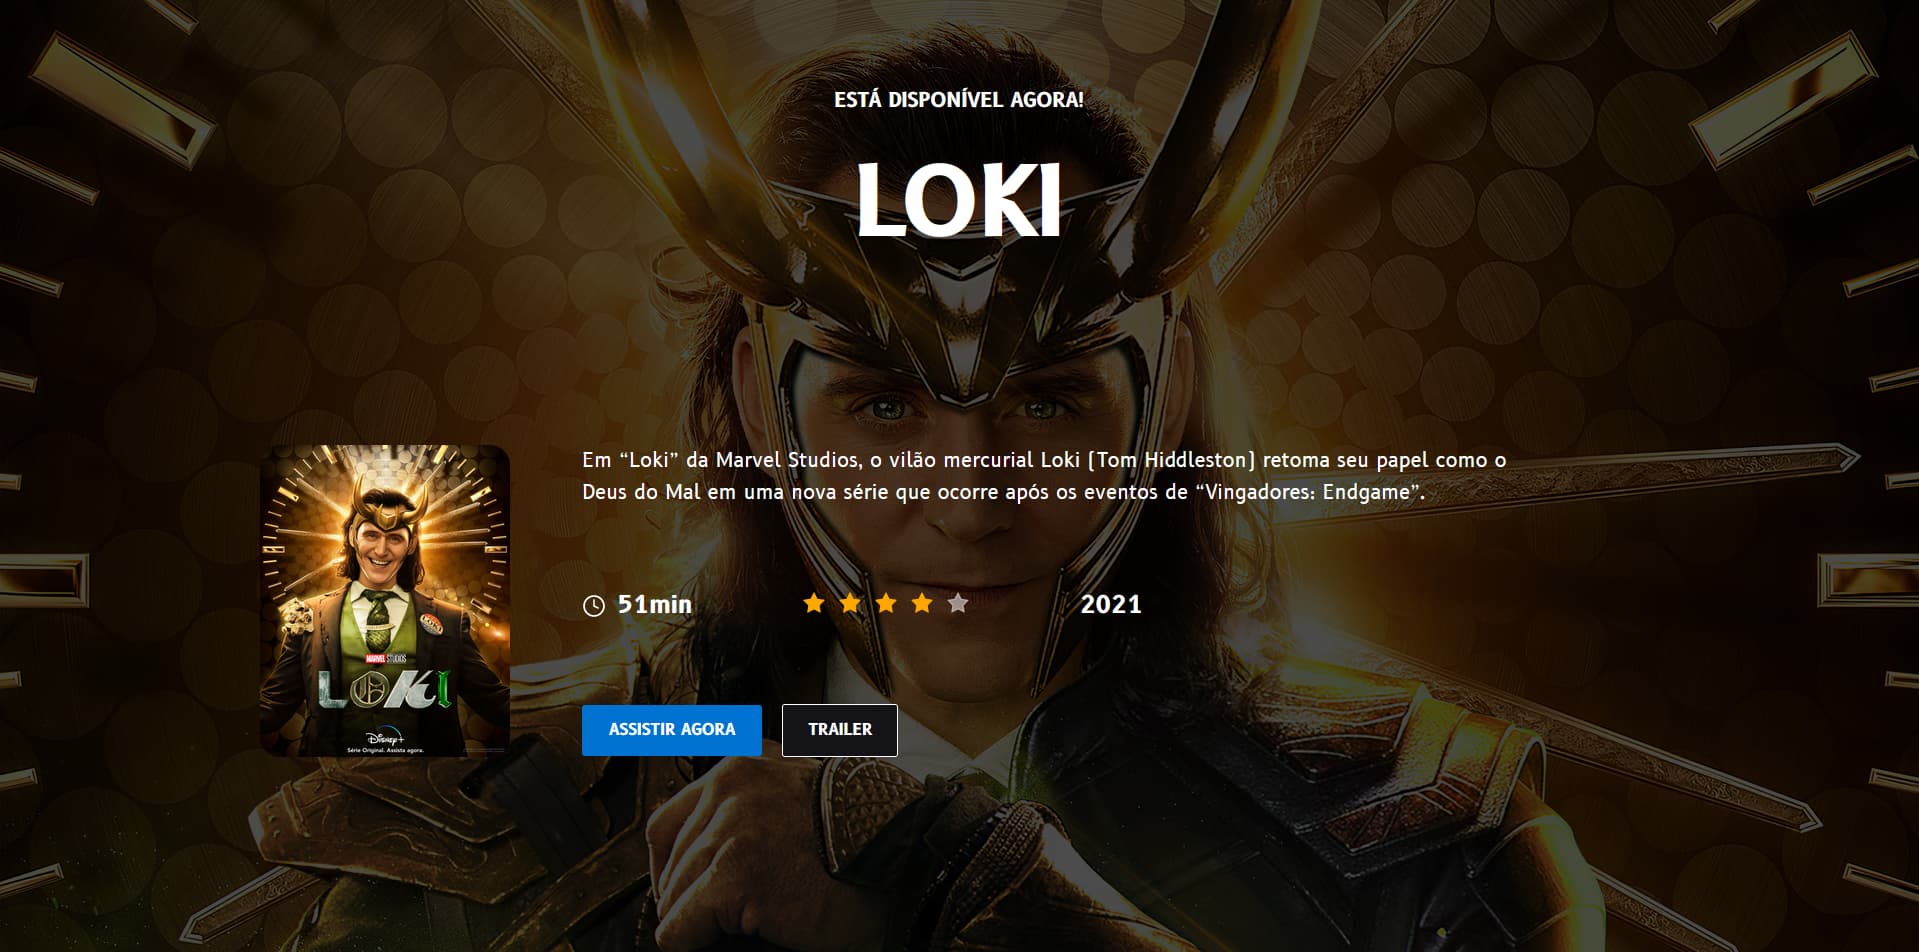 ESTÁ DISPONÍVEL AGORA!
LOKI
Em “Loki” da Marvel Studios, o vilão mercurial Loki (Tom Hiddleston) retoma seu papel como o
Deus do Mal em uma nova série que ocorre após os eventos de “Vingadores: Endgame”.
51min
2021
MARVEL STUDIOS
LOKI
Disney+
Série Original. Assista agora.
ASSISTIR AGORA
TRAILER